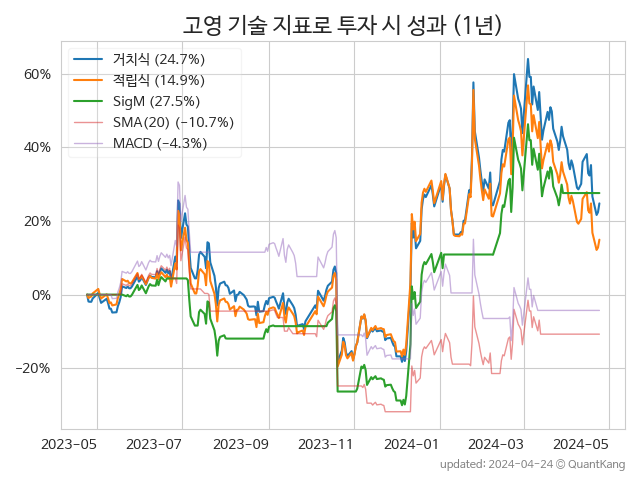 고영 기술 지표로 투자 시 성과 (1년)
거치식 (24.7%)
적립식 (14.9%)
SigM (27.5%)
SMA(20) (−10.7%)
MACD (−4.3%)
60%
40%
20%
0%
−20%
2023-05 2023-07 2023-09 2023-11 2024-01 2024-03 2024-05
updated: 2024-04-24 © QuantKang